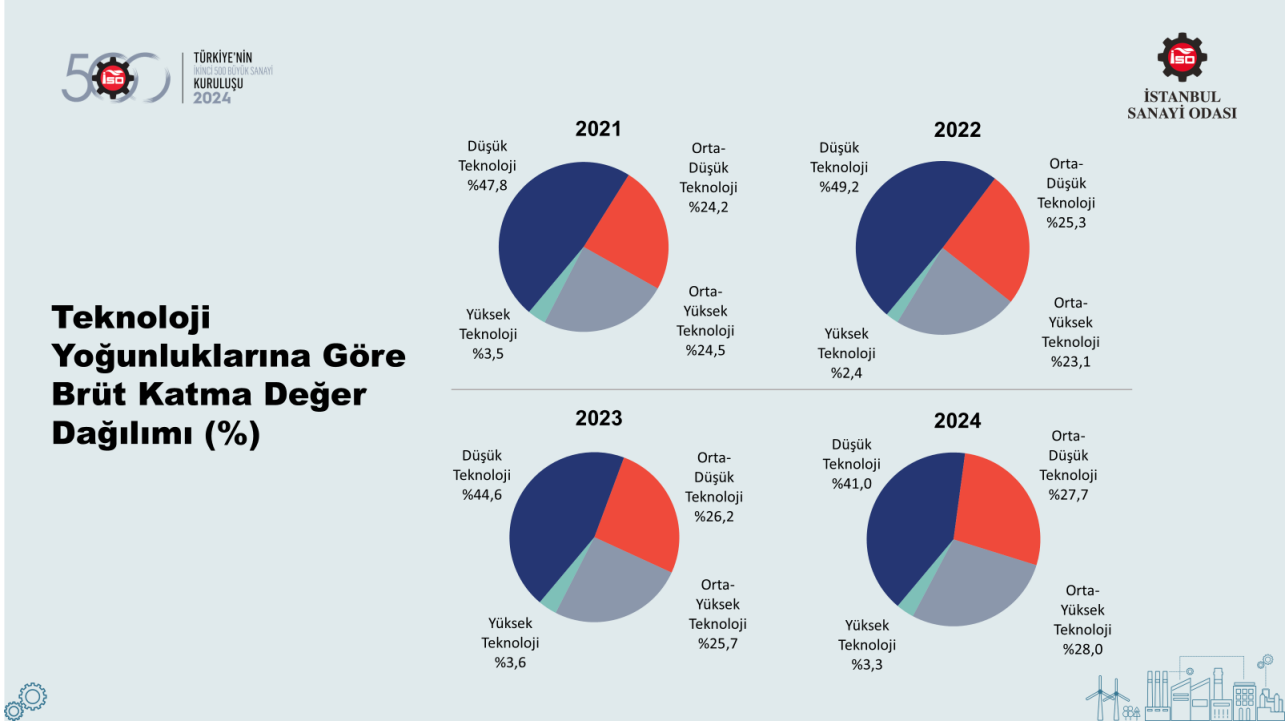 500
İSO
TÜRKİYE'NİN
İKİNCİ 500 BÜYÜK SANAYİ
KURULUŞU
2024
İSO
İSTANBUL
SANAYİ ODASI
Teknoloji
Yoğunluklarına Göre
Brüt Katma Değer
Dağılımı (%)
2021
Düşük
Teknoloji
%47,8
Orta-
Düşük
Teknoloji
%24,2
Orta-
Yüksek
Teknoloji
%24,5
Yüksek
Teknoloji
%3,5
2022
Düşük
Teknoloji
%49,2
Orta-
Düşük
Teknoloji
%25,3
Orta-
Yüksek
Teknoloji
%23,1
Yüksek
Teknoloji
%2,4
2023
Düşük
Teknoloji
%44,6
Orta-
Düşük
Teknoloji
%26,2
Orta-
Yüksek
Teknoloji
%25,7
Yüksek
Teknoloji
%3,6
2024
Düşük
Teknoloji
%41,0
Orta-
Düşük
Teknoloji
%27,7
Orta-
Yüksek
Teknoloji
%28,0
Yüksek
Teknoloji
%3,3